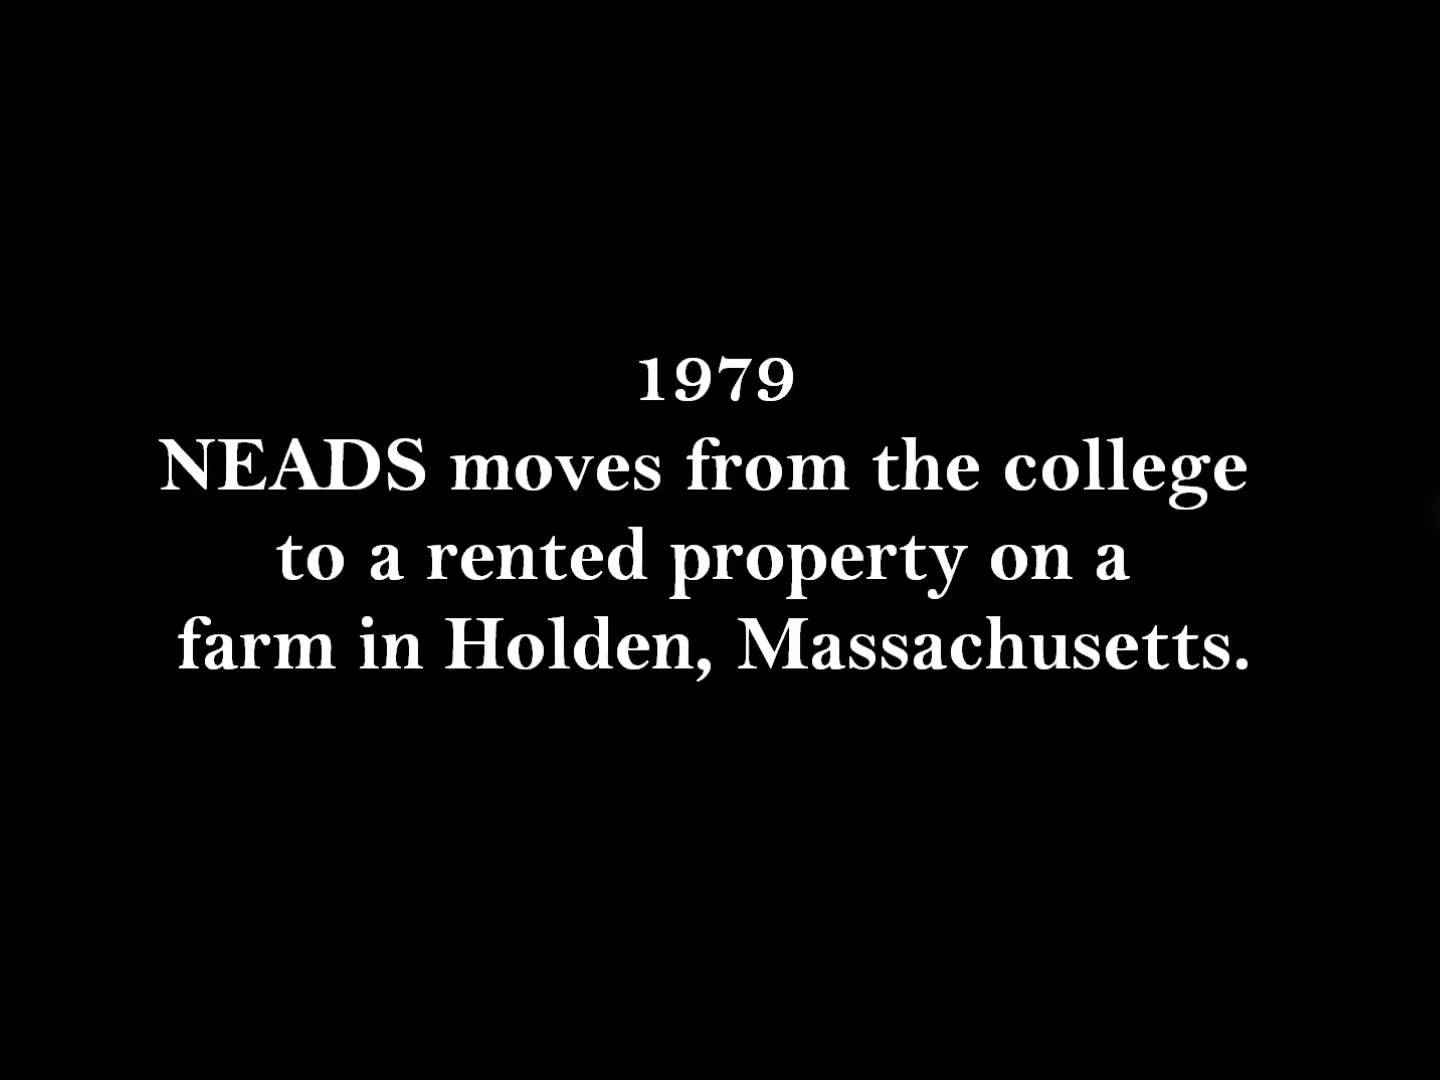 1979
NEADS moves from the college
to a rented property on a
farm in Holden, Massachusetts.